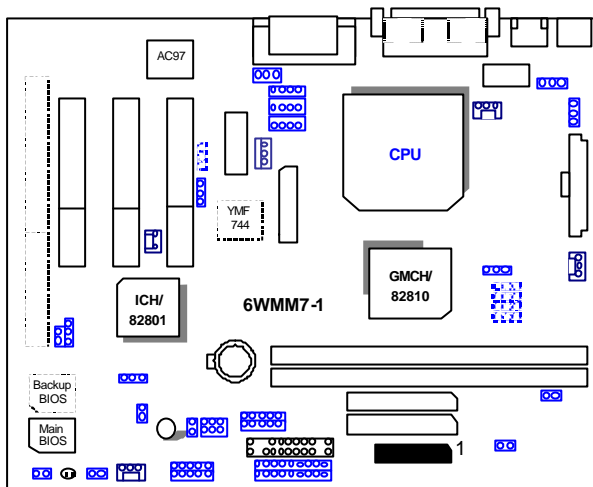 AC97
CPU
YMF
744
GMCH/
82810
ICH/
82801
6WMM7-1
Backup
BIOS
Main
BIOS
1